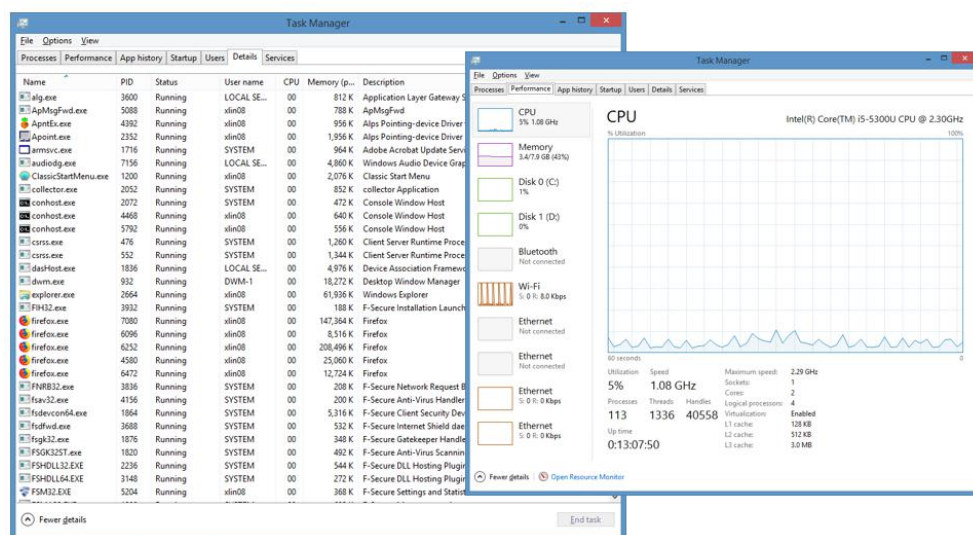 Task Manager
File Options View
Processes Performance App history Startup Users Details Services
Name PID Status User name CPU Memory (p... Description
alg.exe 3600 Running LOCAL SE... 00 812 K Application Layer Gateway S
ApMsgFwd.exe 5088 Running xlin08 00 788 K ApMsgFwd
ApntEx.exe 4392 Running xlin08 00 956 K Alps Pointing-device Driver
Apoint.exe 2352 Running xlin08 00 1,956 K Alps Pointing-device Driver
armsvc.exe 1716 Running SYSTEM 00 964 K Adobe Acrobat Update Servi
audiodg.exe 7156 Running LOCAL SE... 00 4,860 K Windows Audio Device Grap
ClassicStartMenu.exe 1200 Running xlin08 00 2,076 K Classic Start Menu
collector.exe 2052 Running SYSTEM 00 852 K collector Application
conhost.exe 2072 Running SYSTEM 00 472 K Console Window Host
conhost.exe 4468 Running xlin08 00 640 K Console Window Host
conhost.exe 5792 Running xlin08 00 556 K Console Window Host
csrss.exe 476 Running SYSTEM 00 1,260 K Client Server Runtime Proce
csrss.exe 552 Running SYSTEM 00 1,344 K Client Server Runtime Proce
dasHost.exe 1836 Running LOCAL SE... 00 4,976 K Device Association Framewo
dwm.exe 932 Running DWM-1 00 18,272 K Desktop Window Manager
explorer.exe 2664 Running xlin08 00 61,936 K Windows Explorer
FIH32.exe 3932 Running SYSTEM 00 188 K F-Secure Installation Launch
firefox.exe 7080 Running xlin08 00 147,364 K Firefox
firefox.exe 6096 Running xlin08 00 8,516 K Firefox
firefox.exe 6252 Running xlin08 00 208,496 K Firefox
firefox.exe 4580 Running xlin08 00 25,060 K Firefox
firefox.exe 6472 Running xlin08 00 12,724 K Firefox
FNRB32.exe 3836 Running SYSTEM 00 208 K F-Secure Network Request B
fsav32.exe 4156 Running SYSTEM 00 200 K F-Secure Anti-Virus Handler
fsdevcon64.exe 1864 Running SYSTEM 00 5,316 K F-Secure Client Security Dev
fsdfwd.exe 3688 Running SYSTEM 00 532 K F-Secure Internet Shield dae
fsgk32.exe 1876 Running SYSTEM 00 348 K F-Secure Gatekeeper Handle
FSGK32ST.exe 1820 Running SYSTEM 00 492 K F-Secure Anti-Virus Scannin
FSHDLL32.EXE 2236 Running SYSTEM 00 544 K F-Secure DLL Hosting Plugir
FSHDLL64.EXE 3148 Running SYSTEM 00 272 K F-Secure DLL Hosting Plugir
FSM32.EXE 5204 Running xlin08 00 368 K F-Secure Settings and Statist
Fewer details End task
Task Manager
File Options View
Processes Performance App history Startup Users Details Services
CPU
5% 1.08 GHz
Memory
3.4/7.9 GB (43%)
Disk 0 (C:)
1%
Disk 1 (D:)
0%
Bluetooth
Not connected
Wi-Fi
S: 0 R: 8.0 Kbps
Ethernet
Not connected
Ethernet
Not connected
Ethernet
S: 0 R: 0 Kbps
Ethernet
S: 0 R: 0 Kbps
CPU Intel(R) Core(TM) i5-5300U CPU @ 2.30GHz
% Utilization 100%
60 seconds 0
Utilization Speed
5% 1.08 GHz
Processes Threads Handles
113 1336 40558
Up time
0:13:07:50
Maximum speed: 2.29 GHz
Sockets: 1
Cores: 2
Logical processors: 4
Virtualization: Enabled
L1 cache: 128 KB
L2 cache: 512 KB
L3 cache: 3.0 MB
Fewer details Open Resource Monitor